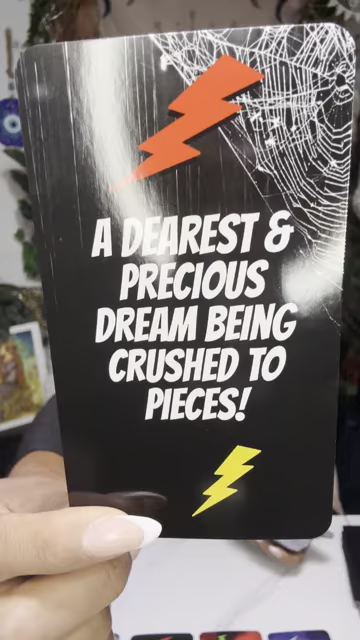 A DEAREST &
PRECIOUS
DREAM BEING
CRUSHED TO
PIECES!